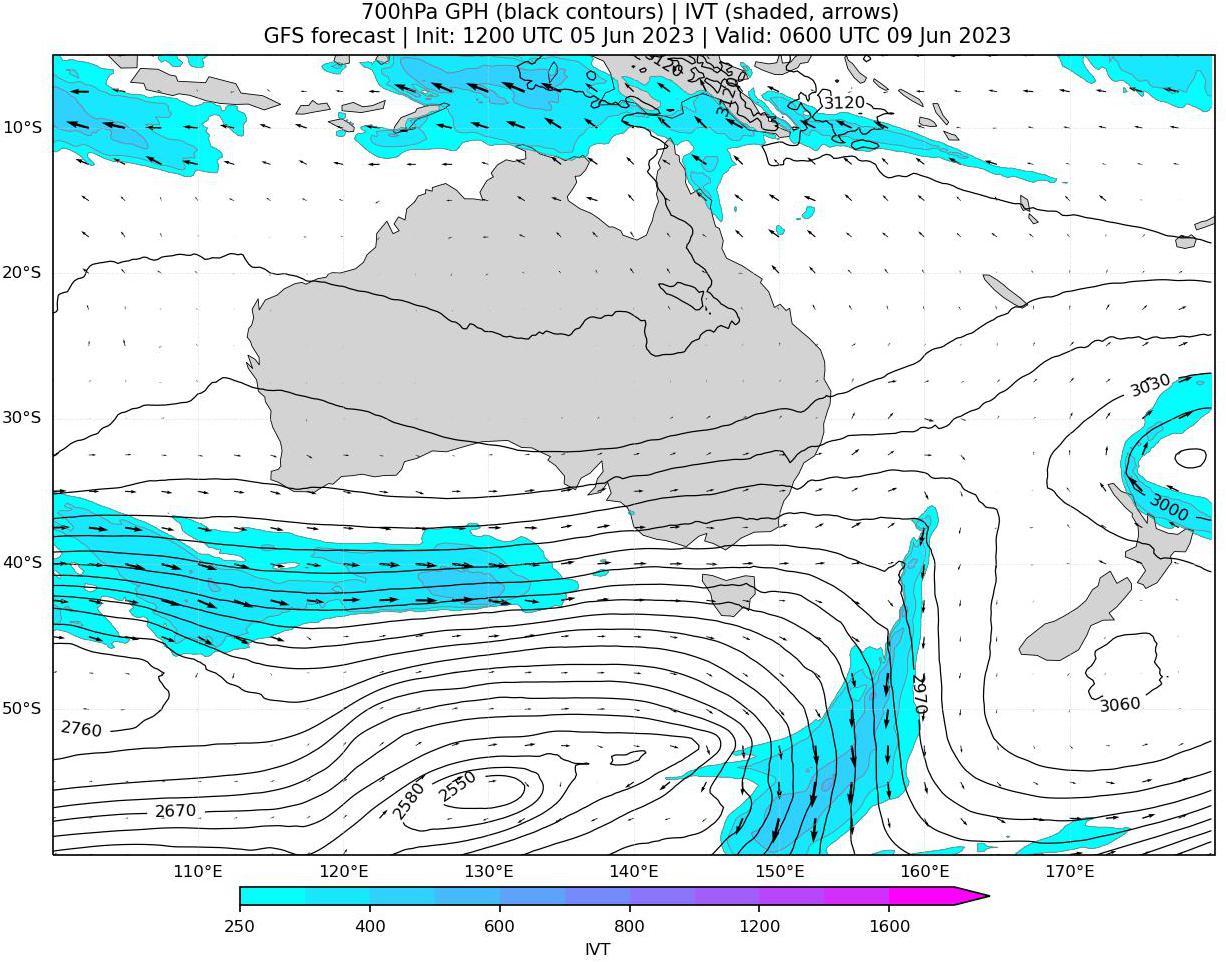 700hPa GPH (black contours) | IVT (shaded, arrows)
GFS forecast | Init: 1200 UTC 05 Jun 2023 | Valid: 0600 UTC 09 Jun 2023
3120
3120
10°S
20°S
3030
30°S
3000
40°S
2970
3060
50°S
2760
2550
2580
2670
110°E 120°E 130°E 140°E 150°E 160°E 170°E
250 400 600 800 1200 1600
IVT